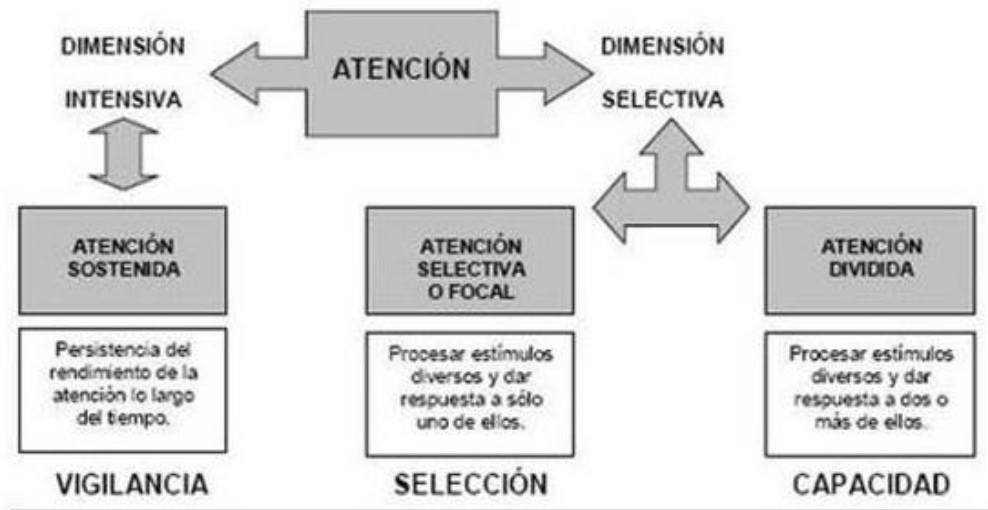 DIMENSIÓN
INTENSIVA
ATENCIÓN
DIMENSIÓN
SELECTIVA
ATENCIÓN
SOSTENIDA
Persistencia del
rendimiento de la
atención lo largo
del tiempo.
VIGILANCIA
ATENCIÓN
SELECTIVA
O FOCAL
Procesar estímulos
diversos y dar
respuesta a sólo
uno de ellos.
SELECCIÓN
ATENCIÓN
DIVIDIDA
Procesar estímulos
diversos y dar
respuesta a dos o
más de ellos.
CAPACIDAD